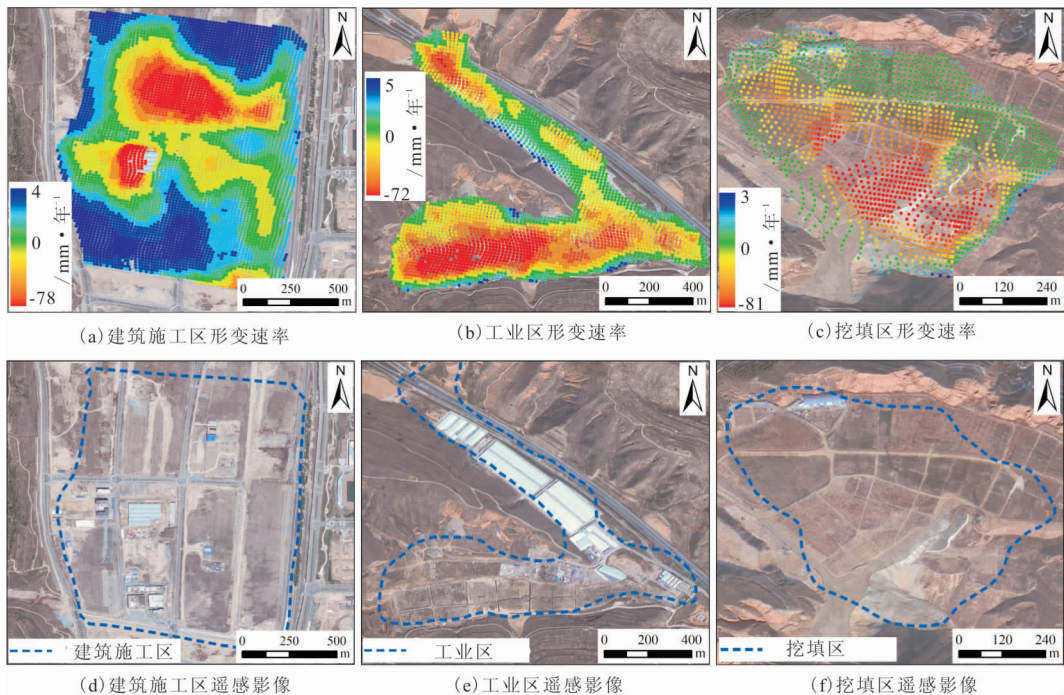 N
4
0
-78
/mm·年⁻¹
0 250 500
m
(a)建筑施工区形变速率
N
5
0
-72
/mm·年⁻¹
0 200 400
m
(b)工业区形变速率
N
3
0
-81
/mm·年⁻¹
0 120 240
m
(c)挖填区形变速率
N
建筑施工区
0 250 500
m
(d)建筑施工区遥感影像
N
工业区
0 200 400
m
(e)工业区遥感影像
N
挖填区
0 120 240
m
(f)挖填区遥感影像